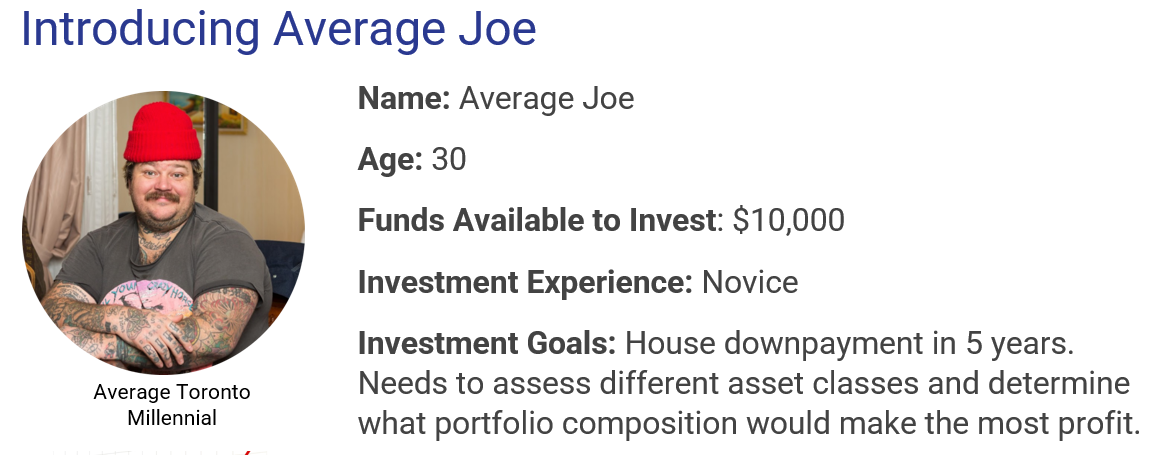 Introducing Average Joe
Name: Average Joe
Age: 30
Funds Available to Invest: $10,000
Investment Experience: Novice
Investment Goals: House downpayment in 5 years.
Needs to assess different asset classes and determine
what portfolio composition would make the most profit.
YOUR CRAZY
Average Toronto
Millennial